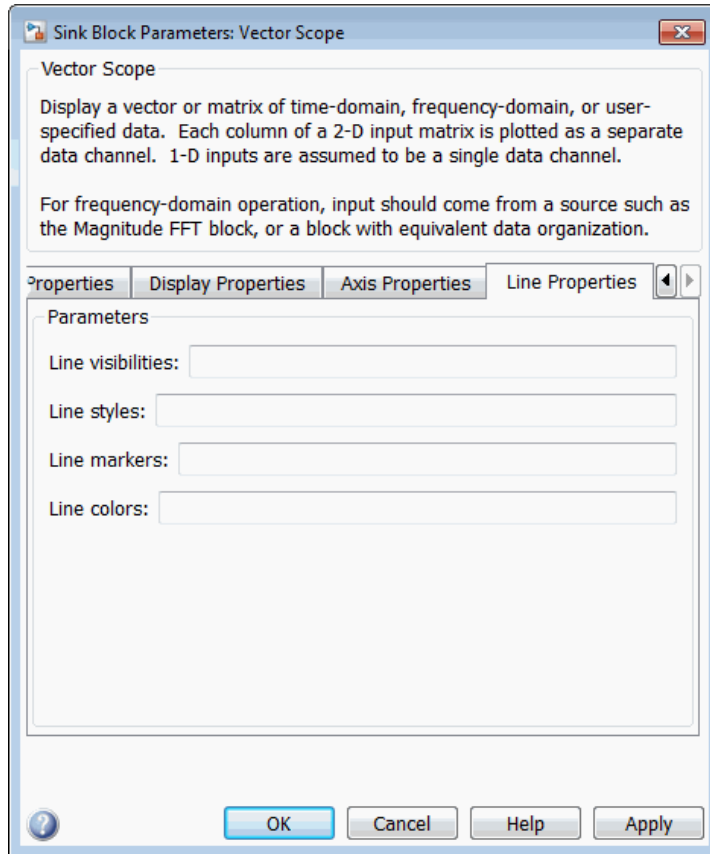 Sink Block Parameters: Vector Scope
Vector Scope
Display a vector or matrix of time-domain, frequency-domain, or user-
specified data. Each column of a 2-D input matrix is plotted as a separate
data channel. 1-D inputs are assumed to be a single data channel.
For frequency-domain operation, input should come from a source such as
the Magnitude FFT block, or a block with equivalent data organization.
Properties Display Properties Axis Properties Line Properties
Parameters
Line visibilities:
Line styles:
Line markers:
Line colors:
OK Cancel Help Apply